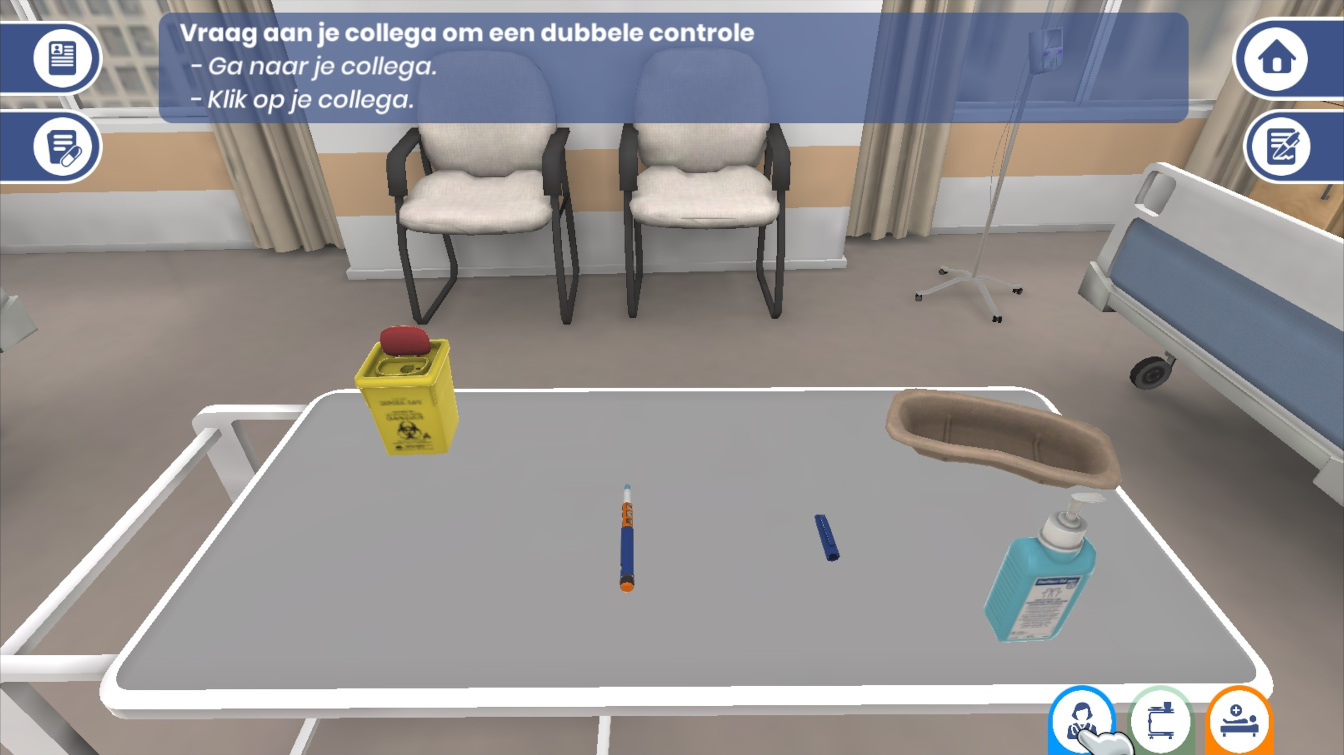 Vraag aan je collega om een dubbele controle
- Ga naar je collega.
- Klik op je collega.